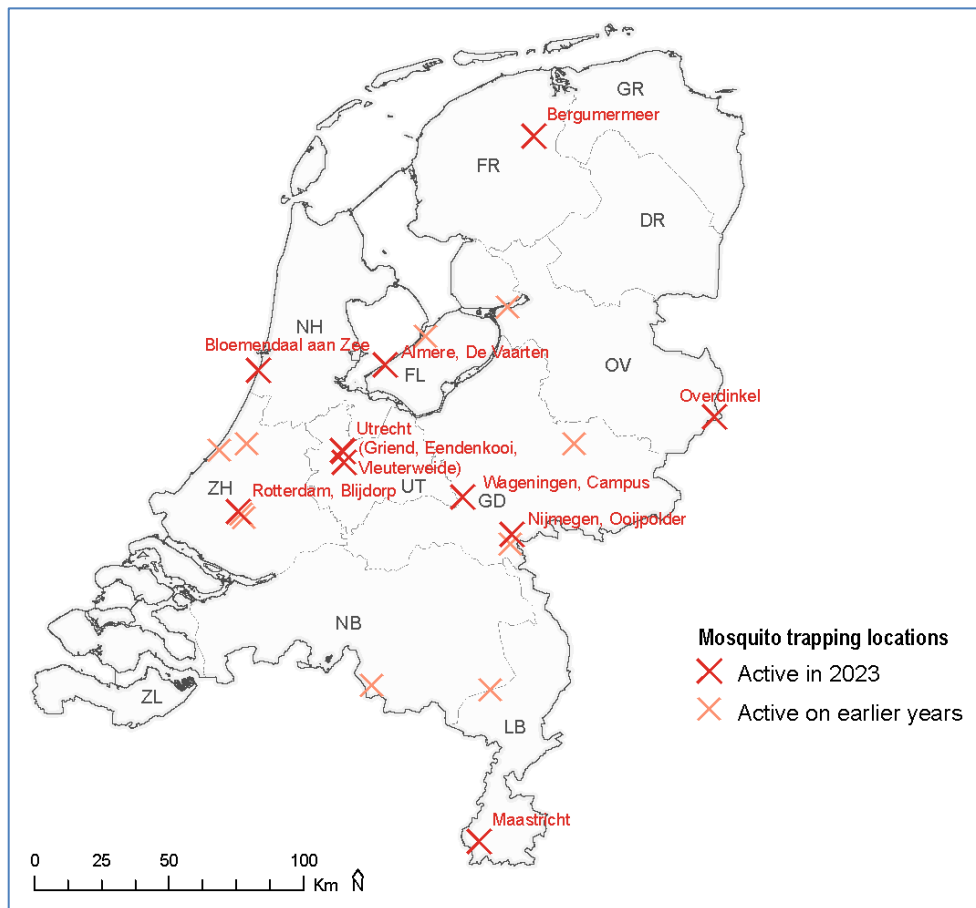 GR
Bergumermeer
FR
DR
NH
Bloemendaal aan Zee
Almere, De Vaarten
FL
OV
Overdinkel
Utrecht
(Griend, Eendenkooi,
Vleuterweide)
UT
ZH
Rotterdam, Blijdorp
Wageningen, Campus
GD
Nijmegen, Ooijpolder
NB
ZL
LB
Maastricht
Mosquito trapping locations
Active in 2023
Active on earlier years
0 25 50 100
Km N